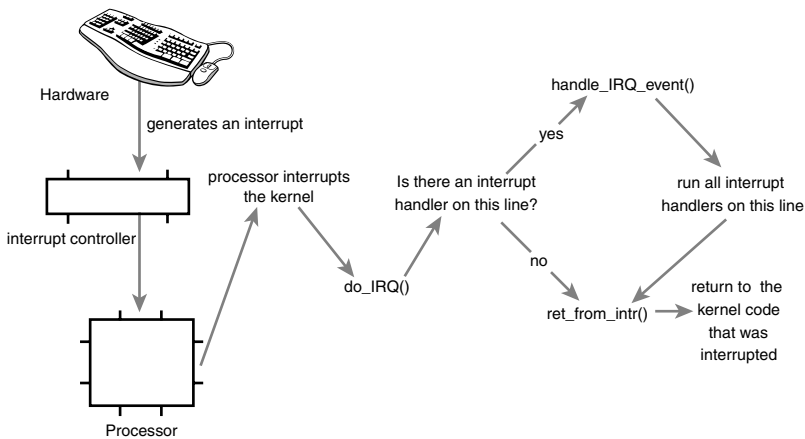 Hardware
generates an interrupt
interrupt controller
Processor
processor interrupts
the kernel
do_IRQ()
Is there an interrupt
handler on this line?
yes
no
handle_IRQ_event()
run all interrupt
handlers on this line
ret_from_intr()
return to the
kernel code
that was
interrupted